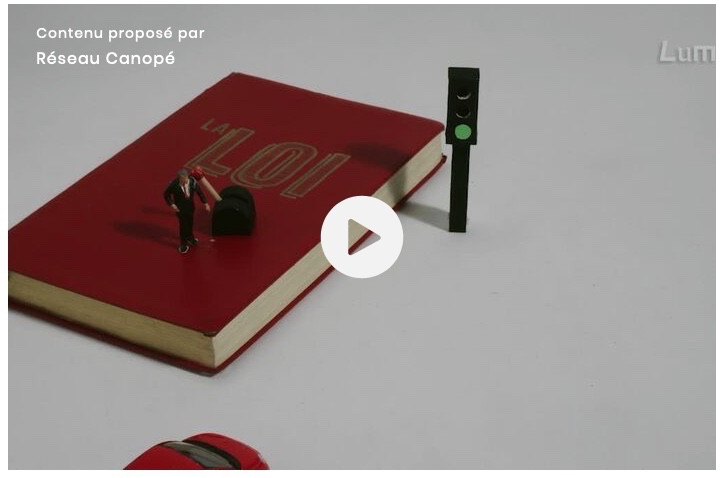 Contenu proposé par
Réseau Canopé
Lum
LA
LOI